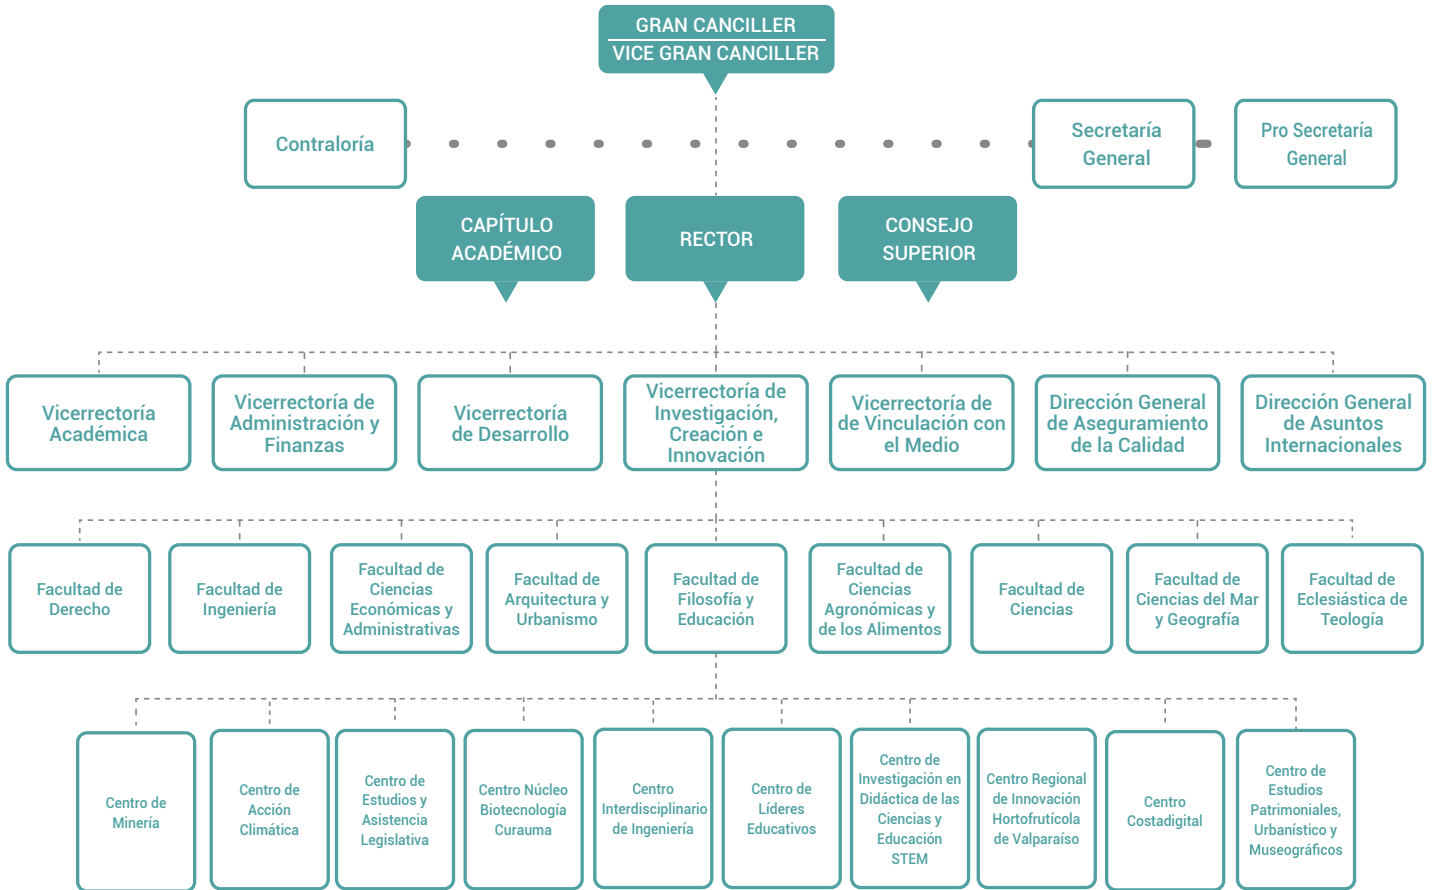 GRAN CANCILLER
VICE GRAN CANCILLER
Contraloría
Secretaría
General
Pro Secretaría
General
CAPÍTULO
ACADÉMICO
RECTOR
CONSEJO
SUPERIOR
Vicerrectoría
Académica
Vicerrectoría de
Administración y
Finanzas
Vicerrectoría
de Desarrollo
Vicerrectoría de
Investigación,
Creación e
Innovación
Vicerrectoría de
de Vinculación con
el Medio
Dirección General
de Aseguramiento
de la Calidad
Dirección General
de Asuntos
Internacionales
Facultad de
Derecho
Facultad de
Ingeniería
Facultad de
Ciencias
Económicas y
Administrativas
Facultad de
Arquitectura y
Urbanismo
Facultad de
Filosofía y
Educación
Facultad de
Ciencias
Agronómicas y
de los Alimentos
Facultad de
Ciencias
Facultad de
Ciencias del Mar
y Geografía
Facultad de
Eclesiástica de
Teología
Centro de
Minería
Centro de
Acción
Climática
Centro de
Estudios y
Asistencia
Legislativa
Centro Núcleo
Biotecnología
Curauma
Centro
Interdisciplinario
de Ingeniería
Centro de
Líderes
Educativos
Centro de
Investigación en
Didáctica de las
Ciencias y
Educación
STEM
Centro Regional
de Innovación
Hortofrutícola
de Valparaíso
Centro
Costadigital
Centro de
Estudios
Patrimoniales,
Urbanístico y
Museográficos